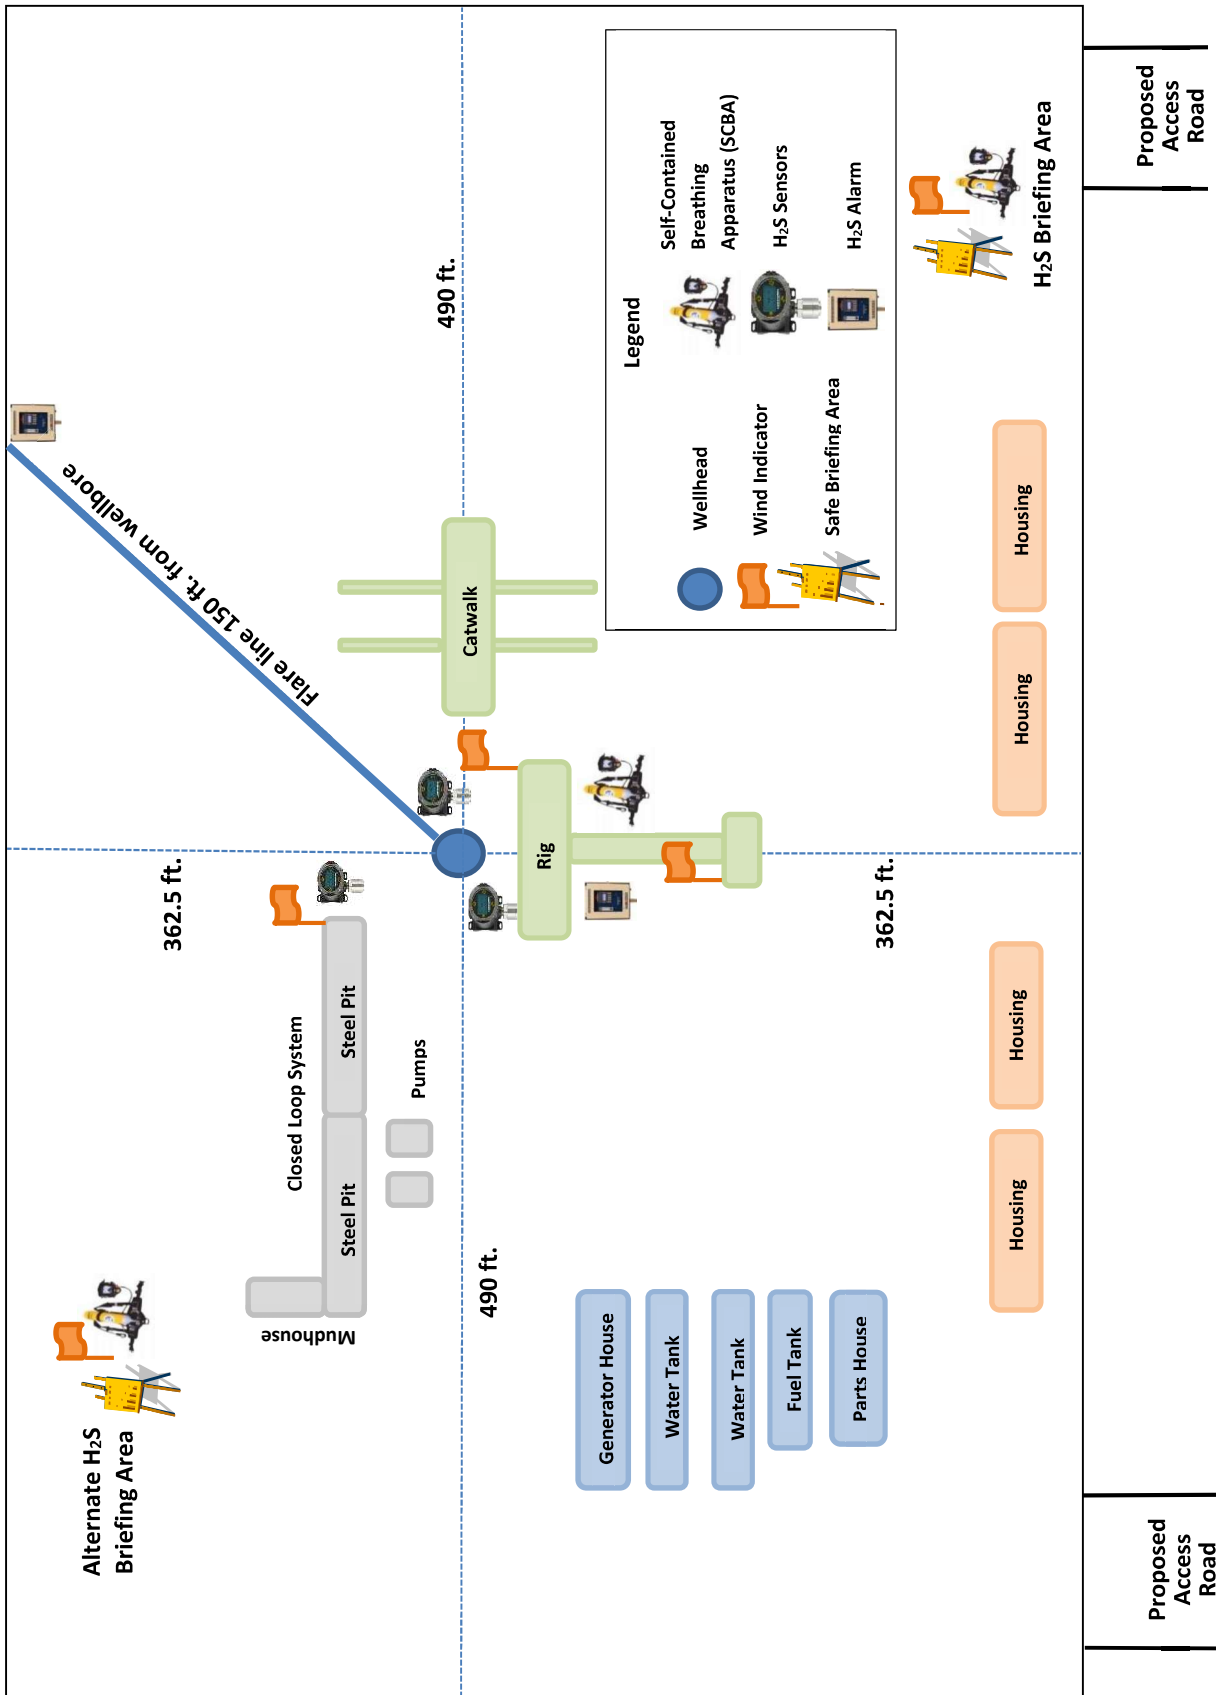 Alternate H₂S
Briefing Area
Mudhouse
Closed Loop System
Steel Pit
Steel Pit
Pumps
362.5 ft.
Flare line 150 ft. from wellbore
490 ft.
490 ft.
Catwalk
Rig
362.5 ft.
Generator House
Water Tank
Water Tank
Fuel Tank
Parts House
Legend
Wellhead
Wind Indicator
Safe Briefing Area
Self-Contained
Breathing
Apparatus (SCBA)
H₂S Sensors
H₂S Alarm
Housing
Housing
Housing
Housing
H₂S Briefing Area
Proposed
Access
Road
Proposed
Access
Road